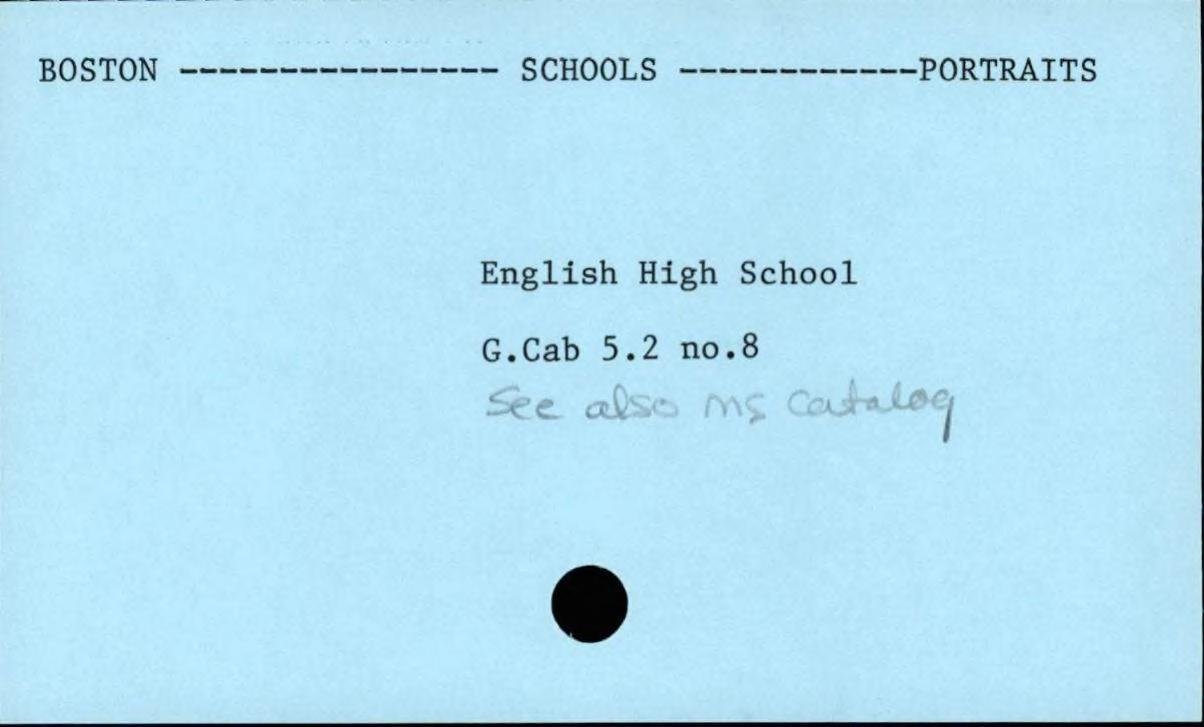 BOSTON ---------------- SCHOOLS ------------PORTRAITS
English High School
G.Cab 5.2 no.8
See also ms catalog